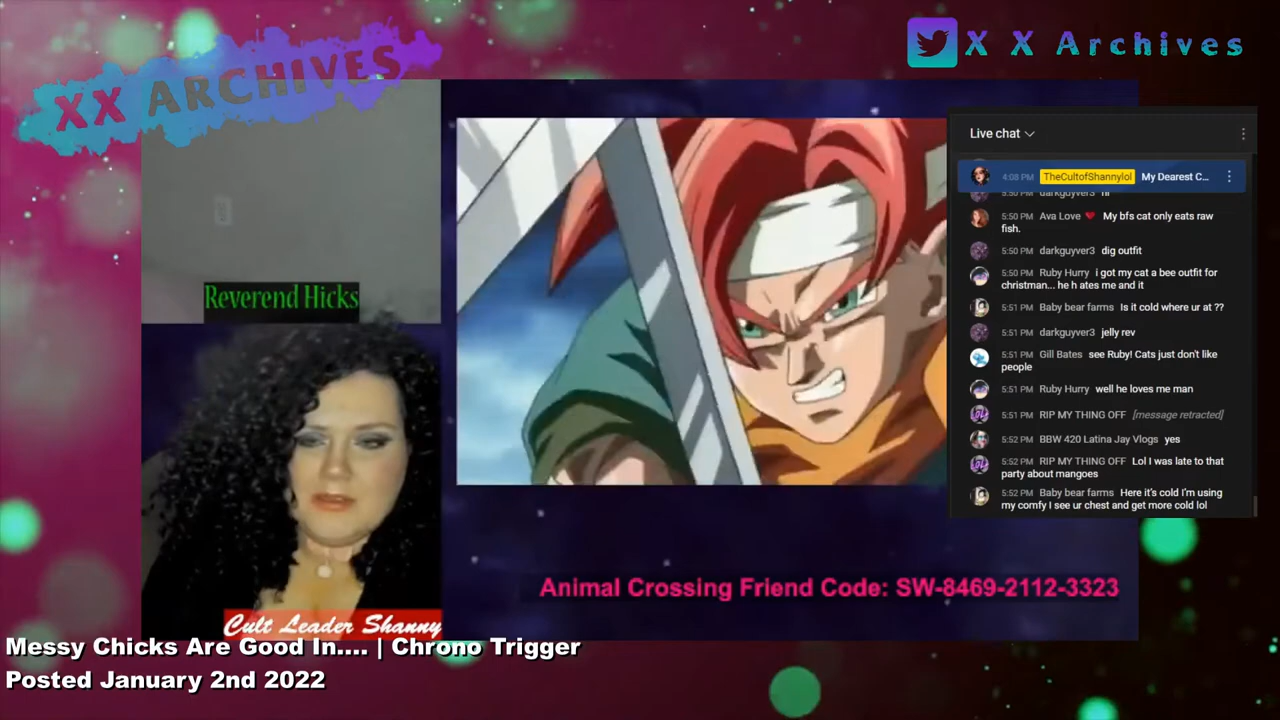 XX ARCHIVES
X X Archives
Live chat
4:08 PM TheCultofShannylol My Dearest C...
5:50 PM darkguyver3 hi
5:50 PM Ava Love My bfs cat only eats raw
fish.
5:50 PM darkguyver3 dig outfit
5:50 PM Ruby Hurry i got my cat a bee outfit for
christman... he h ates me and it
5:51 PM Baby bear farms Is it cold where ur at ??
5:51 PM darkguyver3 jelly rev
5:51 PM Gill Bates see Ruby! Cats just don't like
people
5:51 PM Ruby Hurry well he loves me man
5:51 PM RIP MY THING OFF [message retracted]
5:52 PM BBW 420 Latina Jay Vlogs yes
5:52 PM RIP MY THING OFF Lol I was late to that
party about mangoes
5:52 PM Baby bear farms Here it's cold I'm using
my comfy I see ur chest and get more cold lol
Reverend Hicks
Cult Leader Shanny
Animal Crossing Friend Code: SW-8469-2112-3323
Messy Chicks Are Good In.... | Chrono Trigger
Posted January 2nd 2022